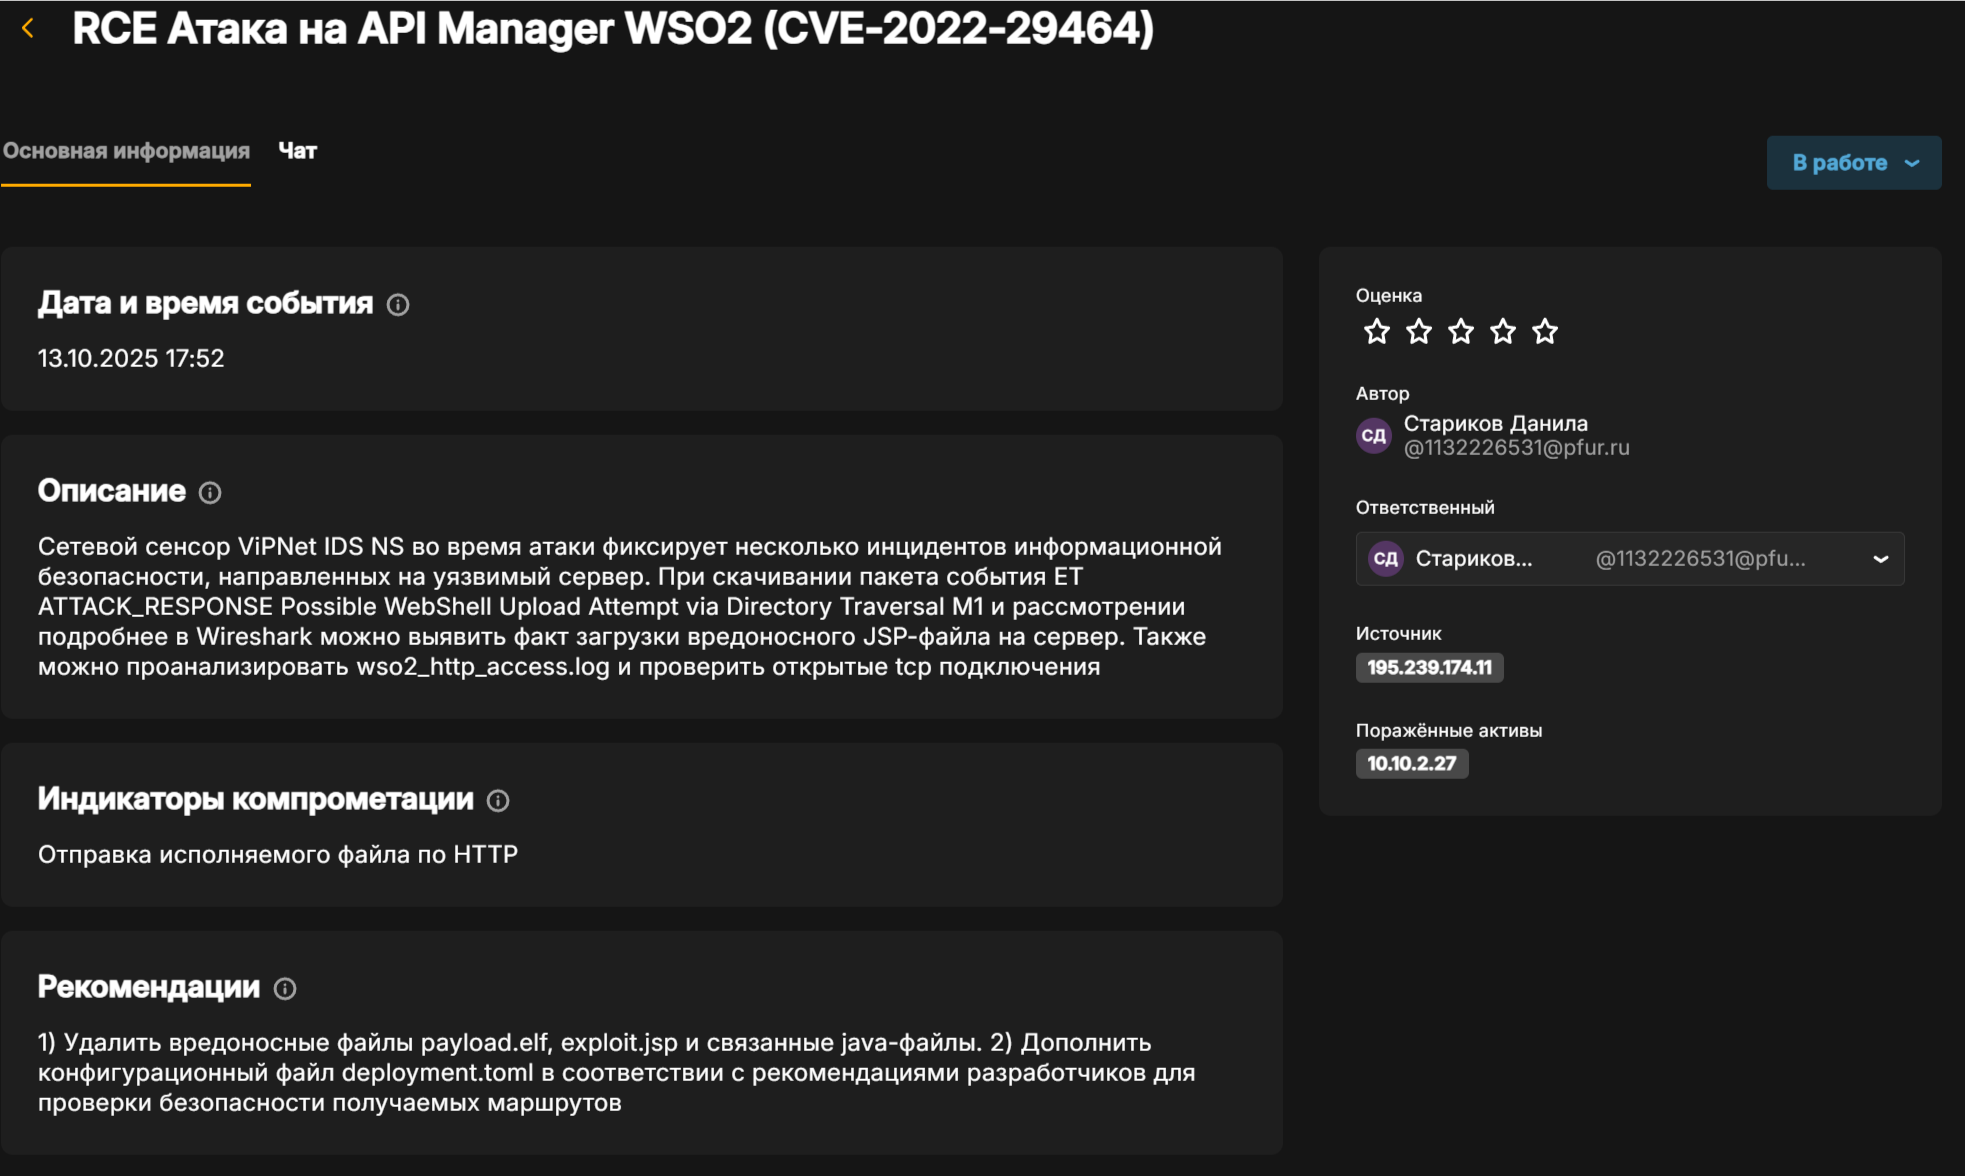 RCE Атака на API Manager WSO2 (CVE-2022-29464)
Основная информация
Чат
В работе
Дата и время события
13.10.2025 17:52
Описание
Сетевой сенсор ViPNet IDS NS во время атаки фиксирует несколько инцидентов информационной
безопасности, направленных на уязвимый сервер. При скачивании пакета события ET
ATTACK_RESPONSE Possible WebShell Upload Attempt via Directory Traversal M1 и рассмотрении
подробнее в Wireshark можно выявить факт загрузки вредоносного JSP-файла на сервер. Также
можно проанализировать wso2_http_access.log и проверить открытые tcp подключения
Индикаторы компрометации
Отправка исполняемого файла по HTTP
Рекомендации
1) Удалить вредоносные файлы payload.elf, exploit.jsp и связанные java-файлы. 2) Дополнить
конфигурационный файл deployment.toml в соответствии с рекомендациями разработчиков для
проверки безопасности получаемых маршрутов
Оценка
Автор
СД
Стариков Данила
@1132226531@pfur.ru
Ответственный
СД Стариков... @1132226531@pfu...
Источник
195.239.174.11
Поражённые активы
10.10.2.27